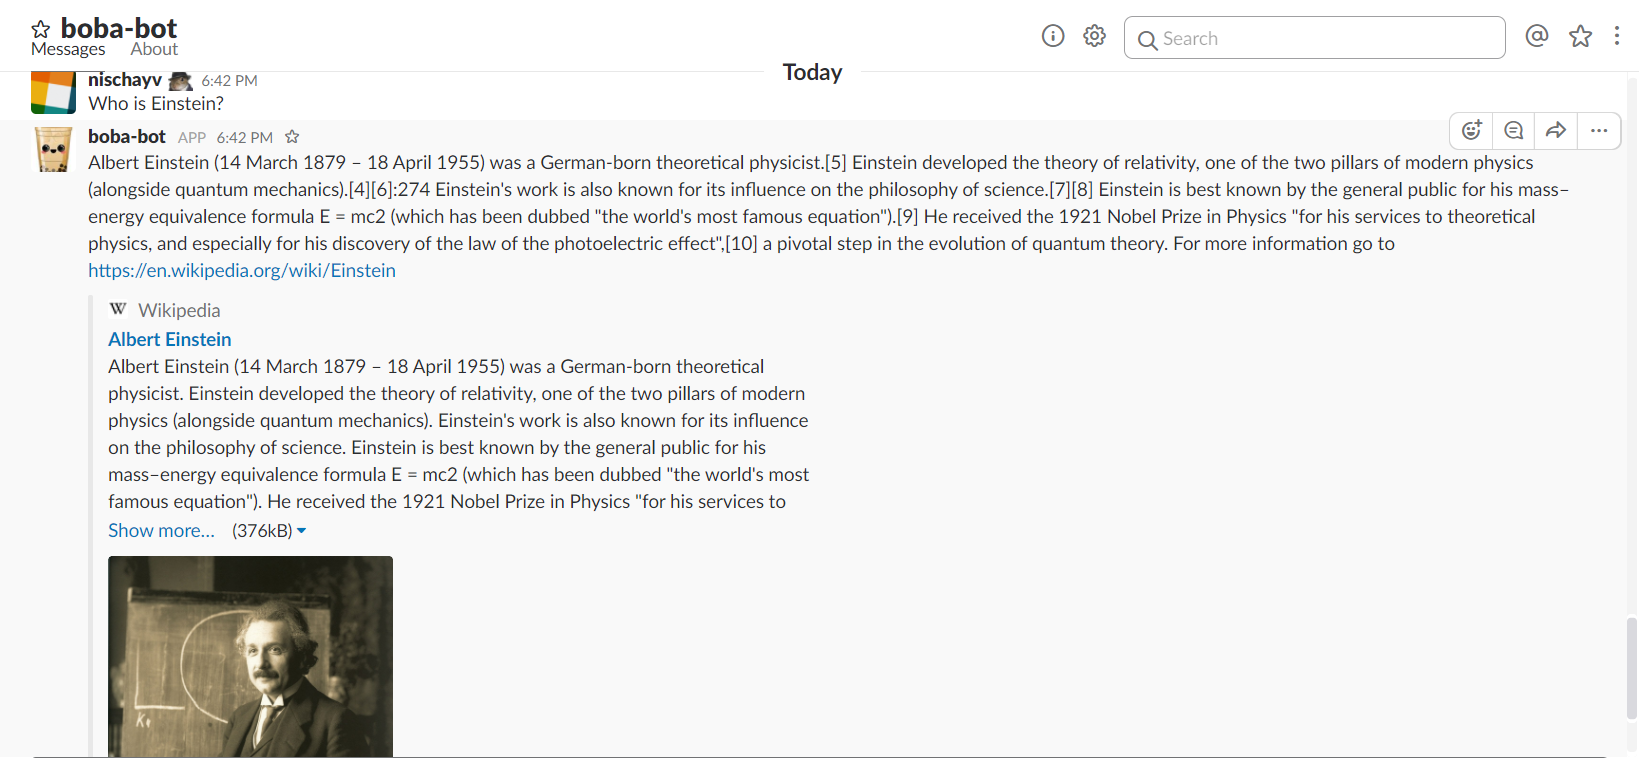 boba-bot
Messages About
Search
Today
nischayv 6:42 PM
Who is Einstein?
boba-bot APP 6:42 PM
Albert Einstein (14 March 1879 – 18 April 1955) was a German-born theoretical physicist.[5] Einstein developed the theory of relativity, one of the two pillars of modern physics
(alongside quantum mechanics).[4][6]:274 Einstein's work is also known for its influence on the philosophy of science.[7][8] Einstein is best known by the general public for his mass–
energy equivalence formula E = mc2 (which has been dubbed "the world's most famous equation").[9] He received the 1921 Nobel Prize in Physics "for his services to theoretical
physics, and especially for his discovery of the law of the photoelectric effect",[10] a pivotal step in the evolution of quantum theory. For more information go to
https://en.wikipedia.org/wiki/Einstein
W Wikipedia
Albert Einstein
Albert Einstein (14 March 1879 – 18 April 1955) was a German-born theoretical
physicist. Einstein developed the theory of relativity, one of the two pillars of modern
physics (alongside quantum mechanics). Einstein's work is also known for its influence
on the philosophy of science. Einstein is best known by the general public for his
mass–energy equivalence formula E = mc2 (which has been dubbed "the world's most
famous equation"). He received the 1921 Nobel Prize in Physics "for his services to
Show more... (376kB)